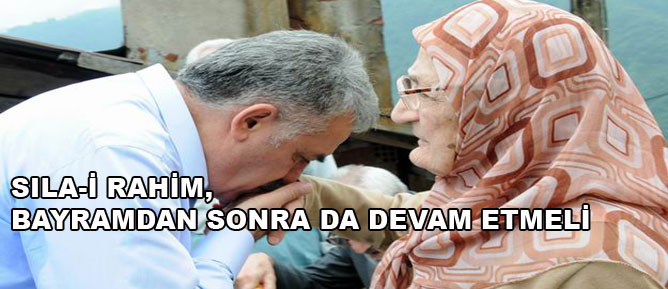 SILA-İ RAHİM,
BAYRAMDAN SONRA DA DEVAM ETMELİ